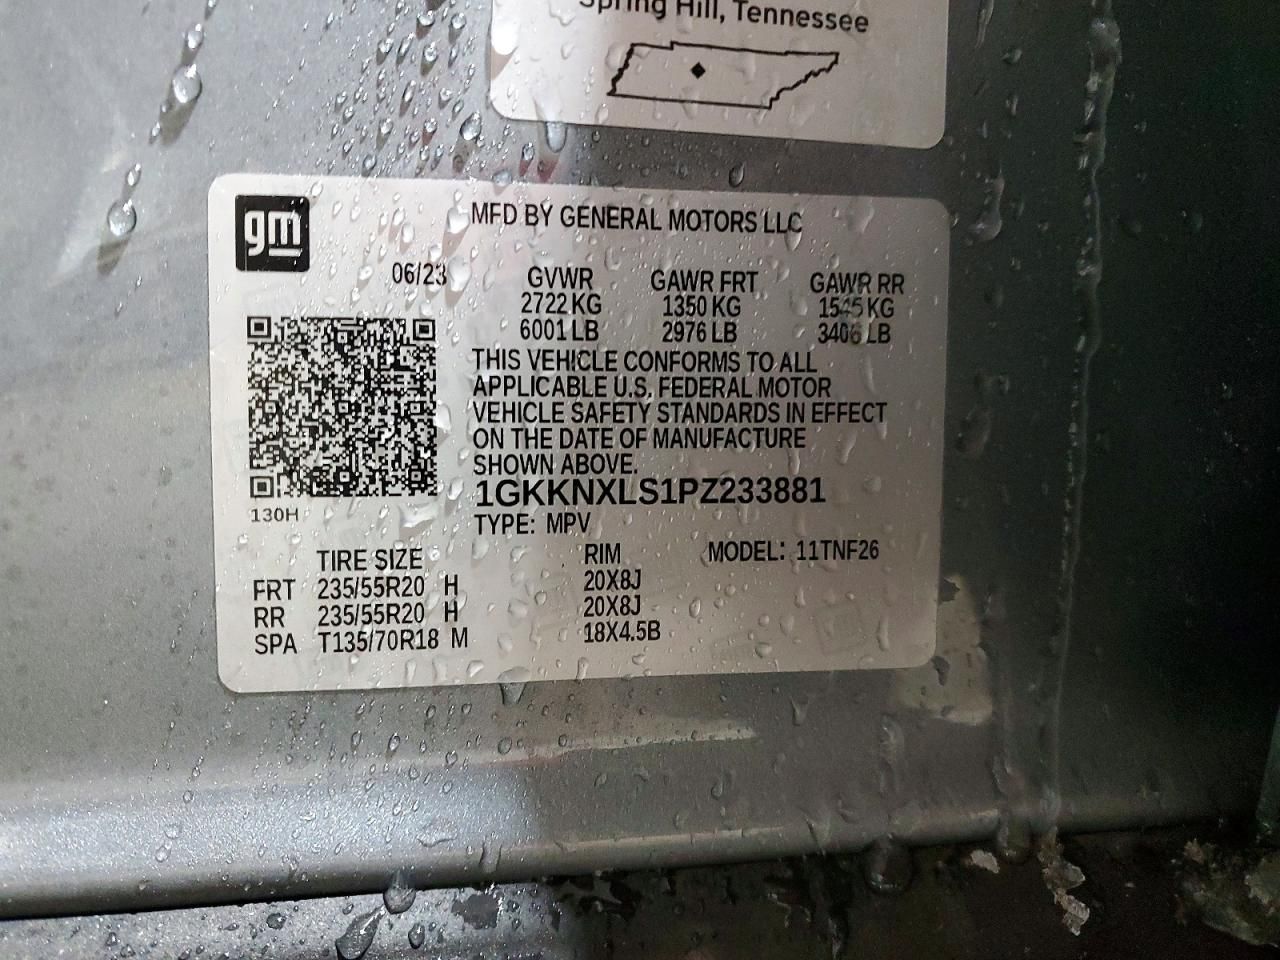 Spring Hill, Tennessee
gm
MFD BY GENERAL MOTORS LLC
06/23 GVWR GAWR FRT GAWR RR
2722 KG 1350 KG 1545 KG
6001 LB 2976 LB 3406 LB
THIS VEHICLE CONFORMS TO ALL
APPLICABLE U.S. FEDERAL MOTOR
VEHICLE SAFETY STANDARDS IN EFFECT
ON THE DATE OF MANUFACTURE
SHOWN ABOVE.
1GKKNXLS1PZ233881
130H
TYPE: MPV
TIRE SIZE RIM MODEL: 11TNF26
FRT 235/55R20 H 20X8J
RR 235/55R20 H 20X8J
SPA T135/70R18 M 18X4.5B